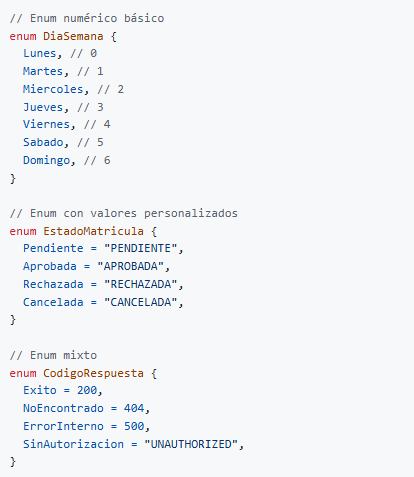 // Enum numérico básico
enum DiaSemana {
  Lunes, // 0
  Martes, // 1
  Miercoles, // 2
  Jueves, // 3
  Viernes, // 4
  Sabado, // 5
  Domingo, // 6
}

// Enum con valores personalizados
enum EstadoMatricula {
  Pendiente = "PENDIENTE",
  Aprobada = "APROBADA",
  Rechazada = "RECHAZADA",
  Cancelada = "CANCELADA",
}

// Enum mixto
enum CodigoRespuesta {
  Exito = 200,
  NoEncontrado = 404,
  ErrorInterno = 500,
  SinAutorizacion = "UNAUTHORIZED",
}